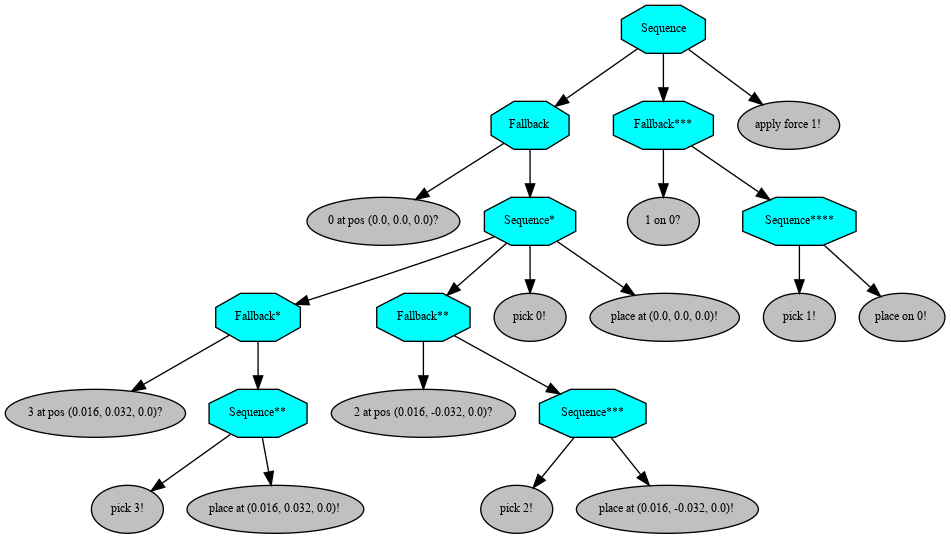 Sequence
Fallback
Fallback***
apply force 1!
0 at pos (0.0, 0.0, 0.0)?
Sequence*
1 on 0?
Sequence****
Fallback*
Fallback**
pick 0!
place at (0.0, 0.0, 0.0)!
pick 1!
place on 0!
3 at pos (0.016, 0.032, 0.0)?
Sequence**
2 at pos (0.016, -0.032, 0.0)?
Sequence***
pick 3!
place at (0.016, 0.032, 0.0)!
pick 2!
place at (0.016, -0.032, 0.0)!